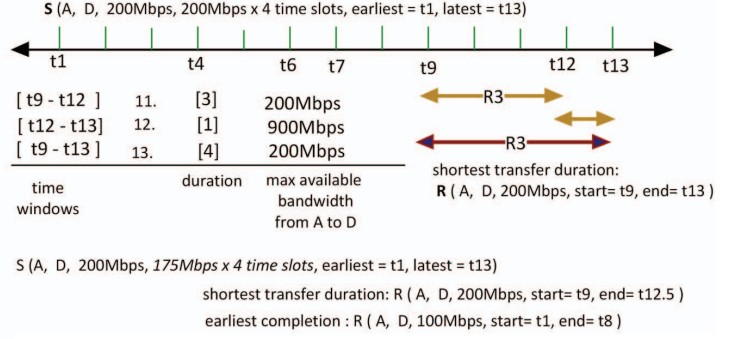 S (A, D, 200Mbps, 200Mbps x 4 time slots, earliest = t1, latest = t13)
t1 t4 t6 t7 t9 t12 t13
[ t9 - t12 ] 11. [3] 200Mbps
R3
[ t12 - t13] 12. [1] 900Mbps
[ t9 - t13 ] 13. [4] 200Mbps
R3
time windows
duration
max available
bandwidth
from A to D
shortest transfer duration:
R ( A, D, 200Mbps, start= t9, end= t13 )
S (A, D, 200Mbps, 175Mbps x 4 time slots, earliest = t1, latest = t13)
shortest transfer duration: R ( A, D, 200Mbps, start= t9, end= t12.5 )
earliest completion : R ( A, D, 100Mbps, start= t1, end= t8 )